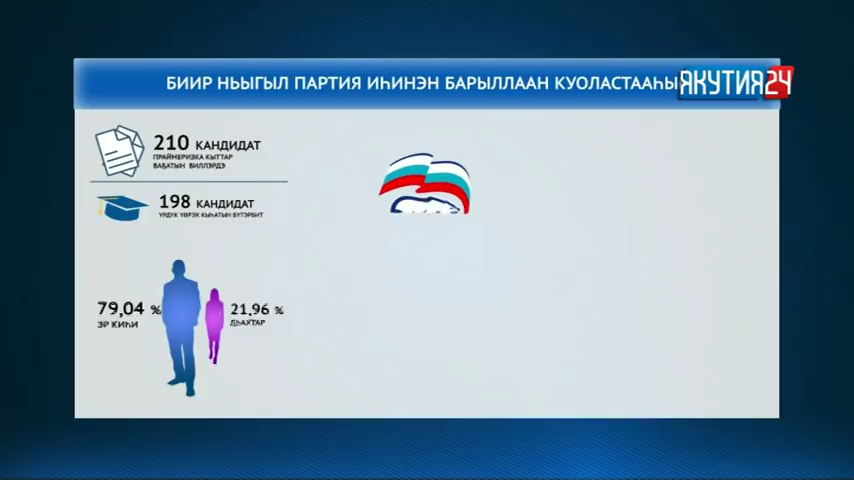 БИИР НЬЫГЫЛ ПАРТИЯ ИҺИНЭН БАРЫЛЛААН КУОЛАСТААҺЫ
ЯКУТИЯ24
210 КАНДИДАТ
ПРАЙМЕРИЗКА КЫТТАР
БАҔАТЫН БИЛЛЭРДЭ
198 КАНДИДАТ
ҮРДҮК ҮӨРЭХ КЫҺАТЫН БҮТЭРБИТ
79,04 %
ЭР КИҺИ
21,96 %
ДЬАХТАР